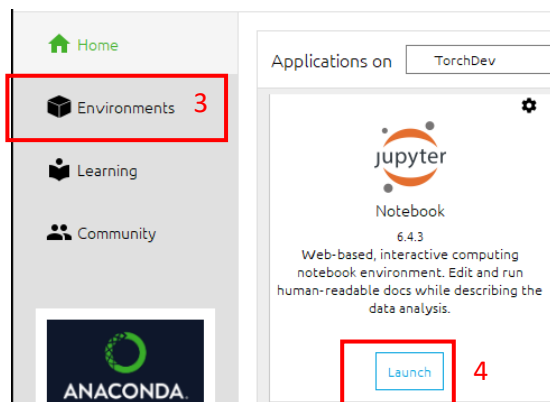 Home
Environments 3
Learning
Community
ANACONDA.
Applications on TorchDev
jupyter
Notebook
6.4.3
Web-based, interactive computing
notebook environment. Edit and run
human-readable docs while describing the
data analysis.
Launch 4